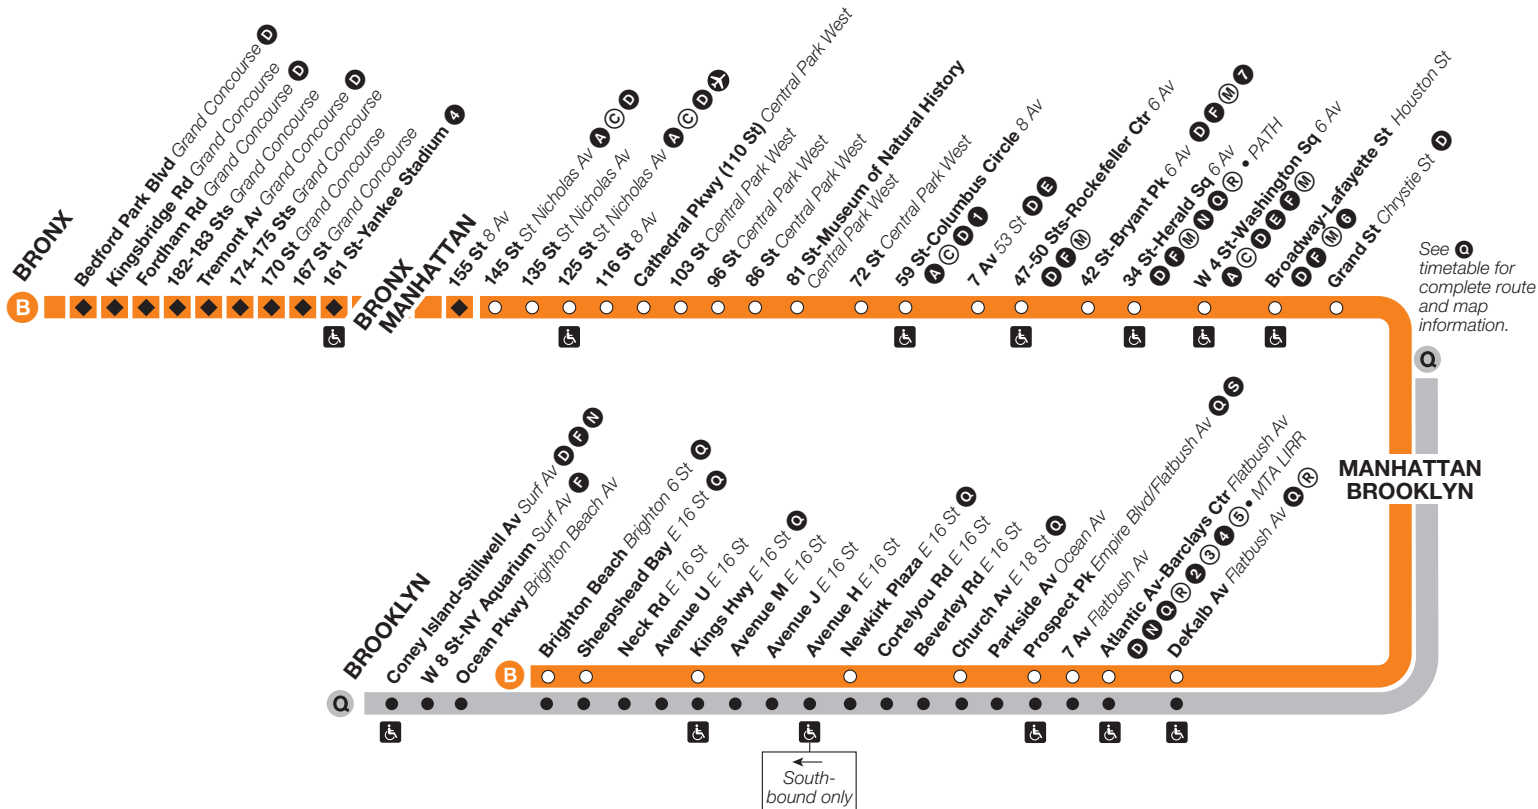 BRONX
B
Bedford Park Blvd Grand Concourse D
Kingsbridge Rd Grand Concourse
Fordham Rd Grand Concourse D
182-183 Sts Grand Concourse
Tremont Av Grand Concourse D
174-175 Sts Grand Concourse
170 St Grand Concourse
167 St Grand Concourse
161 St-Yankee Stadium 4
BRONX
MANHATTAN
155 St 8 Av
145 St St Nicholas Av A C D
135 St St Nicholas Av
125 St St Nicholas Av A C D
116 St 8 Av
Cathedral Pkwy (110 St) Central Park West
103 St Central Park West
96 St Central Park West
86 St Central Park West
81 St-Museum of Natural History
Central Park West
72 St Central Park West
59 St-Columbus Circle 8 Av
A C D 1
7 Av 53 St D E
47-50 Sts-Rockefeller Ctr 6 Av
D F M
42 St-Bryant Pk 6 Av D F M 7
34 St-Herald Sq 6 Av
D F M N Q R • PATH
W 4 St-Washington Sq 6 Av
A C D E F M
Broadway-Lafayette St Houston St
D F M 6
Grand St Chrystie St D
See Q
timetable for
complete route
and map
information.
Q
MANHATTAN
BROOKLYN
BROOKLYN
Q
Coney Island-Stillwell Av Surf Av D F N
W 8 St-NY Aquarium Surf Av F
Ocean Pkwy Brighton Beach Av
B
Brighton Beach Brighton 6 St Q
Sheepshead Bay E 16 St Q
Neck Rd E 16 St
Avenue U E 16 St
Kings Hwy E 16 St Q
Avenue M E 16 St
Avenue J E 16 St
Avenue H E 16 St
Newkirk Plaza E 16 St Q
Cortelyou Rd E 16 St
Beverley Rd E 16 St
Church Av E 18 St Q
Parkside Av Ocean Av
Prospect Pk Empire Blvd/Flatbush Av Q S
7 Av Flatbush Av
Atlantic Av-Barclays Ctr Flatbush Av
D N Q R 2 3 4 5 • MTA LIRR
DeKalb Av Flatbush Av Q R
South-
bound only